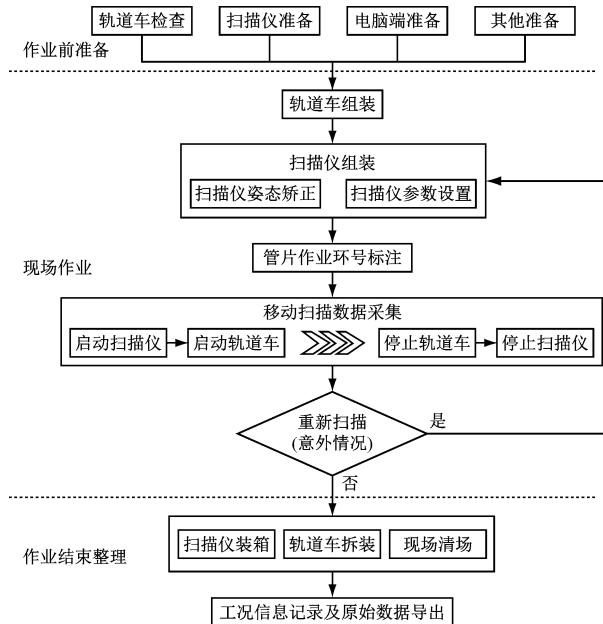 轨道车检查
扫描仪准备
电脑端准备
其他准备
作业前准备
轨道车组装
扫描仪组装
扫描仪姿态矫正
扫描仪参数设置
管片作业环号标注
现场作业
移动扫描数据采集
启动扫描仪
启动轨道车
停止轨道车
停止扫描仪
重新扫描
(意外情况)
是
否
扫描仪装箱
轨道车拆装
现场清场
作业结束整理
工况信息记录及原始数据导出